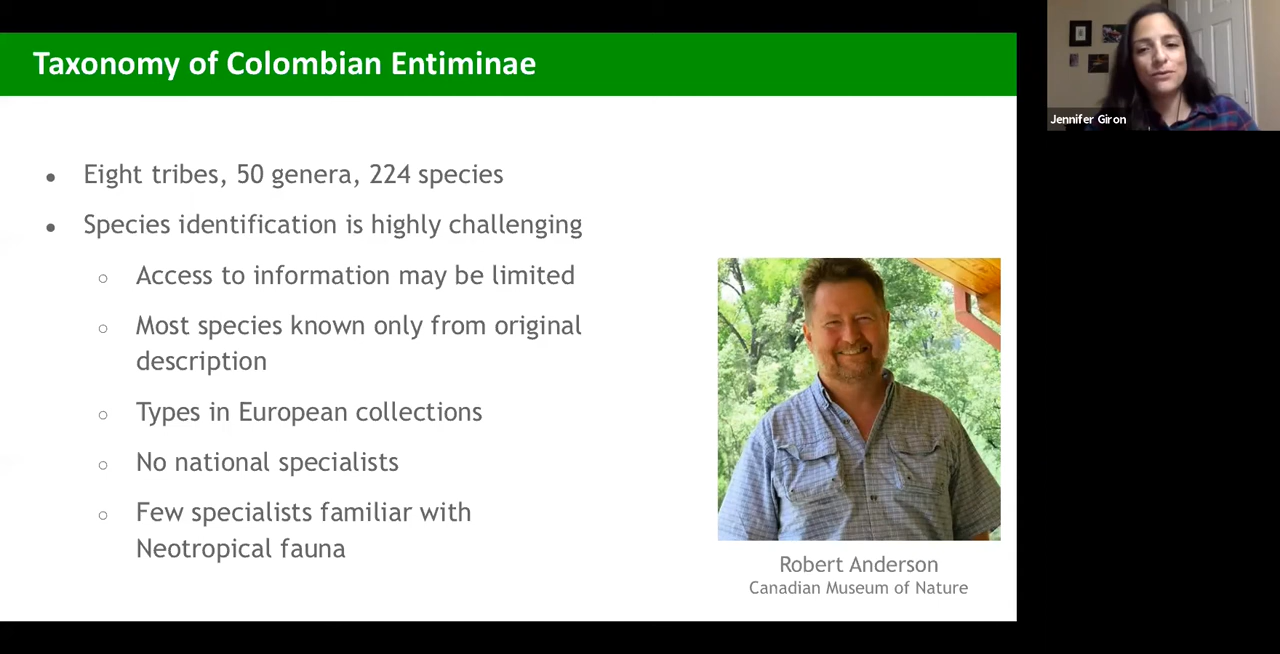 Taxonomy of Colombian Entiminae
Jennifer Giron
• Eight tribes, 50 genera, 224 species
• Species identification is highly challenging
○ Access to information may be limited
○ Most species known only from original
description
○ Types in European collections
○ No national specialists
○ Few specialists familiar with
Neotropical fauna
Robert Anderson
Canadian Museum of Nature